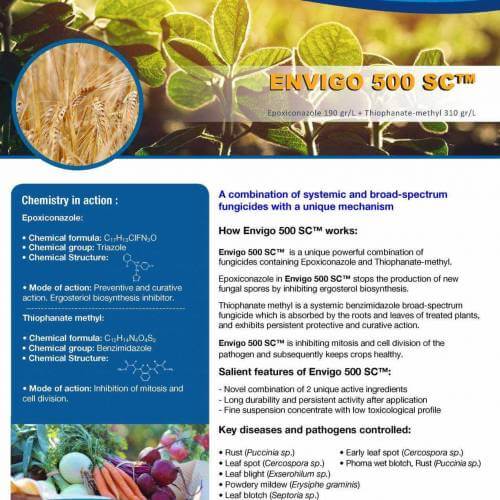 ENVIGO 500 SC™
Epoxiconazole 190 gr/L + Thiophanate-methyl 310 gr/L
Chemistry in action :
Epoxiconazole:
• Chemical formula: C₁₇H₁₃ClFN₃O
• Chemical group: Triazole
• Chemical Structure:
• Mode of action: Preventive and curative
action. Ergosterol biosynthesis inhibitor.
Thiophanate methyl:
• Chemical formula: C₁₂H₁₄N₄O₄S₂
• Chemical group: Benzimidazole
• Chemical Structure:
• Mode of action: Inhibition of mitosis and
cell division.
A combination of systemic and broad-spectrum
fungicides with a unique mechanism
How Envigo 500 SC™ works:
Envigo 500 SC™ is a unique powerful combination of
fungicides containing Epoxiconazole and Thiophanate-methyl.
Epoxiconazole in Envigo 500 SC™ stops the production of new
fungal spores by inhibiting ergosterol biosynthesis.
Thiophanate methyl is a systemic benzimidazole broad-spectrum
fungicide which is absorbed by the roots and leaves of treated plants,
and exhibits persistent protective and curative action.
Envigo 500 SC™ is inhibiting mitosis and cell division of the
pathogen and subsequently keeps crops healthy.
Salient features of Envigo 500 SC™:
- Novel combination of 2 unique active ingredients
- Long durability and persistent activity after application
- Fine suspension concentrate with low toxicological profile
Key diseases and pathogens controlled:
• Rust (Puccinia sp.)
• Leaf spot (Cercospora sp.)
• Leaf blight (Exserohilum sp.)
• Powdery mildew (Erysiphe graminis)
• Leaf blotch (Septoria sp.)
• Early leaf spot (Cercospora sp.)
• Phoma wet blotch, Rust (Puccinia sp.)